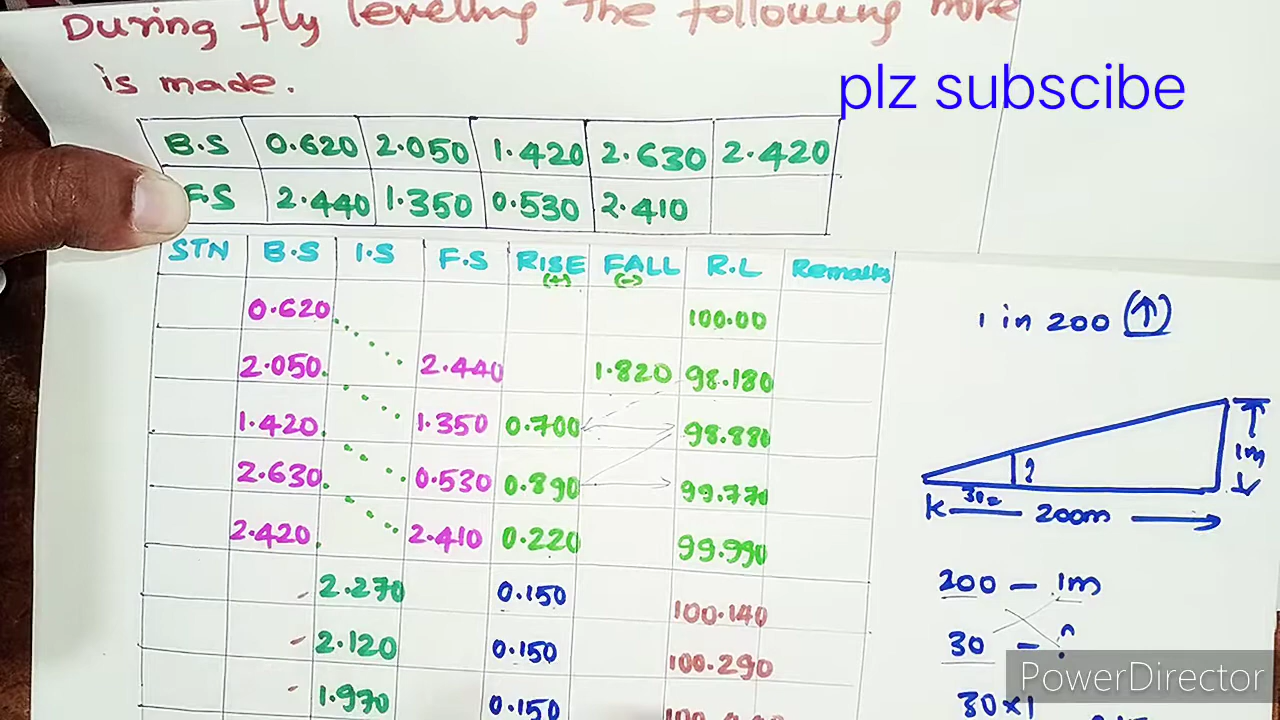 During fly levelling the following note
is made.
plz subscibe
B.S 0.620 2.050 1.420 2.630 2.420
F.S 2.440 1.350 0.530 2.410
STN B.S I.S F.S RISE (+) FALL (-) R.L Remarks
0.620 100.00
2.050 2.440 1.820 98.180
1.420 1.350 0.700 98.880
2.630 0.530 0.890 99.770
2.420 2.410 0.220 99.990
2.270 0.150 100.140
2.120 0.150 100.290
1.970 0.150
1 in 200 (↑)
1m
?
30m
200m
200 – 1m
30 – ?
30×1
PowerDirector